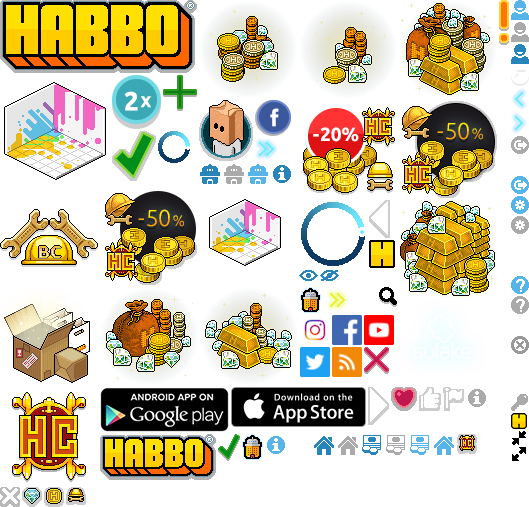 HABBO
®
2x
f
-20%
HC
-50%
HC
BC
-50%
HC
H
HC
ANDROID APP ON
Google play
Download on the
App Store
HABBO
®
H